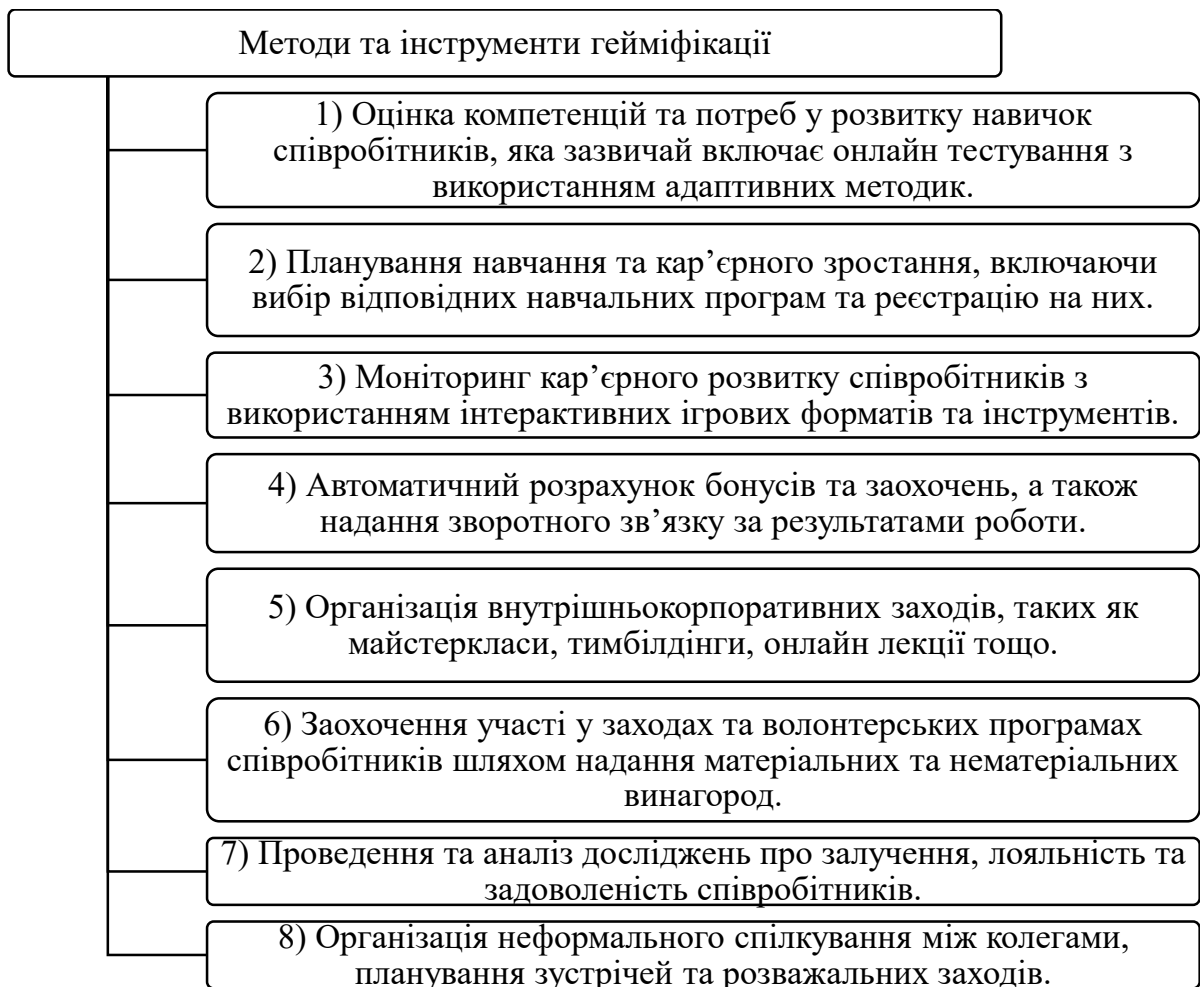 Методи та інструменти гейміфікації
1) Оцінка компетенцій та потреб у розвитку навичок
співробітників, яка зазвичай включає онлайн тестування з
використанням адаптивних методик.
2) Планування навчання та кар’єрного зростання, включаючи
вибір відповідних навчальних програм та реєстрацію на них.
3) Моніторинг кар’єрного розвитку співробітників з
використанням інтерактивних ігрових форматів та інструментів.
4) Автоматичний розрахунок бонусів та заохочень, а також
надання зворотного зв’язку за результатами роботи.
5) Організація внутрішньокорпоративних заходів, таких як
майстеркласи, тимбілдінги, онлайн лекції тощо.
6) Заохочення участі у заходах та волонтерських програмах
співробітників шляхом надання матеріальних та нематеріальних
винагород.
7) Проведення та аналіз досліджень про залучення, лояльність та
задоволеність співробітників.
8) Організація неформального спілкування між колегами,
планування зустрічей та розважальних заходів.